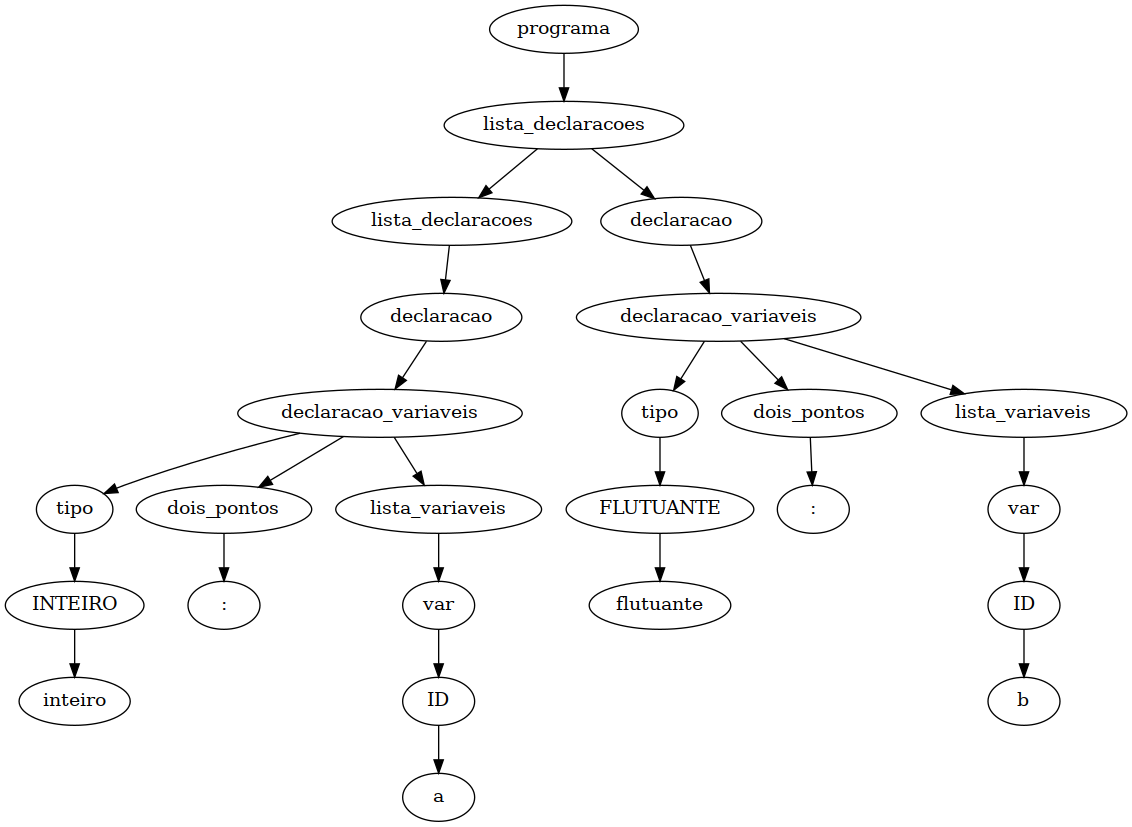 programa
lista_declaracoes
lista_declaracoes
declaracao
declaracao
declaracao_variaveis
declaracao_variaveis
tipo
dois_pontos
lista_variaveis
tipo
dois_pontos
lista_variaveis
FLUTUANTE
:
var
INTEIRO
:
var
flutuante
ID
inteiro
ID
b
a